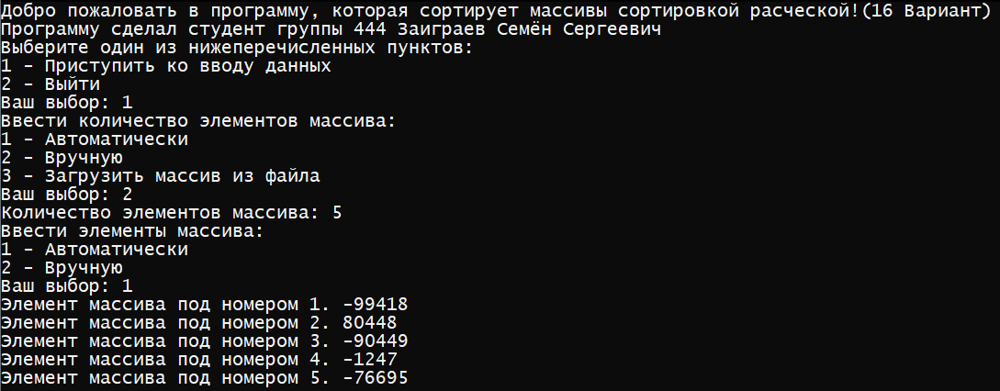 Добро пожаловать в программу, которая сортирует массивы сортировкой расческой!(16 Вариант)
Программу сделал студент группы 444 Заиграев Семён Сергеевич
Выберите один из нижеперечисленных пунктов:
1 - Приступить ко вводу данных
2 - Выйти
Ваш выбор: 1
Ввести количество элементов массива:
1 - Автоматически
2 - Вручную
3 - Загрузить массив из файла
Ваш выбор: 2
Количество элементов массива: 5
Ввести элементы массива:
1 - Автоматически
2 - Вручную
Ваш выбор: 1
Элемент массива под номером 1. -99418
Элемент массива под номером 2. 80448
Элемент массива под номером 3. -90449
Элемент массива под номером 4. -1247
Элемент массива под номером 5. -76695